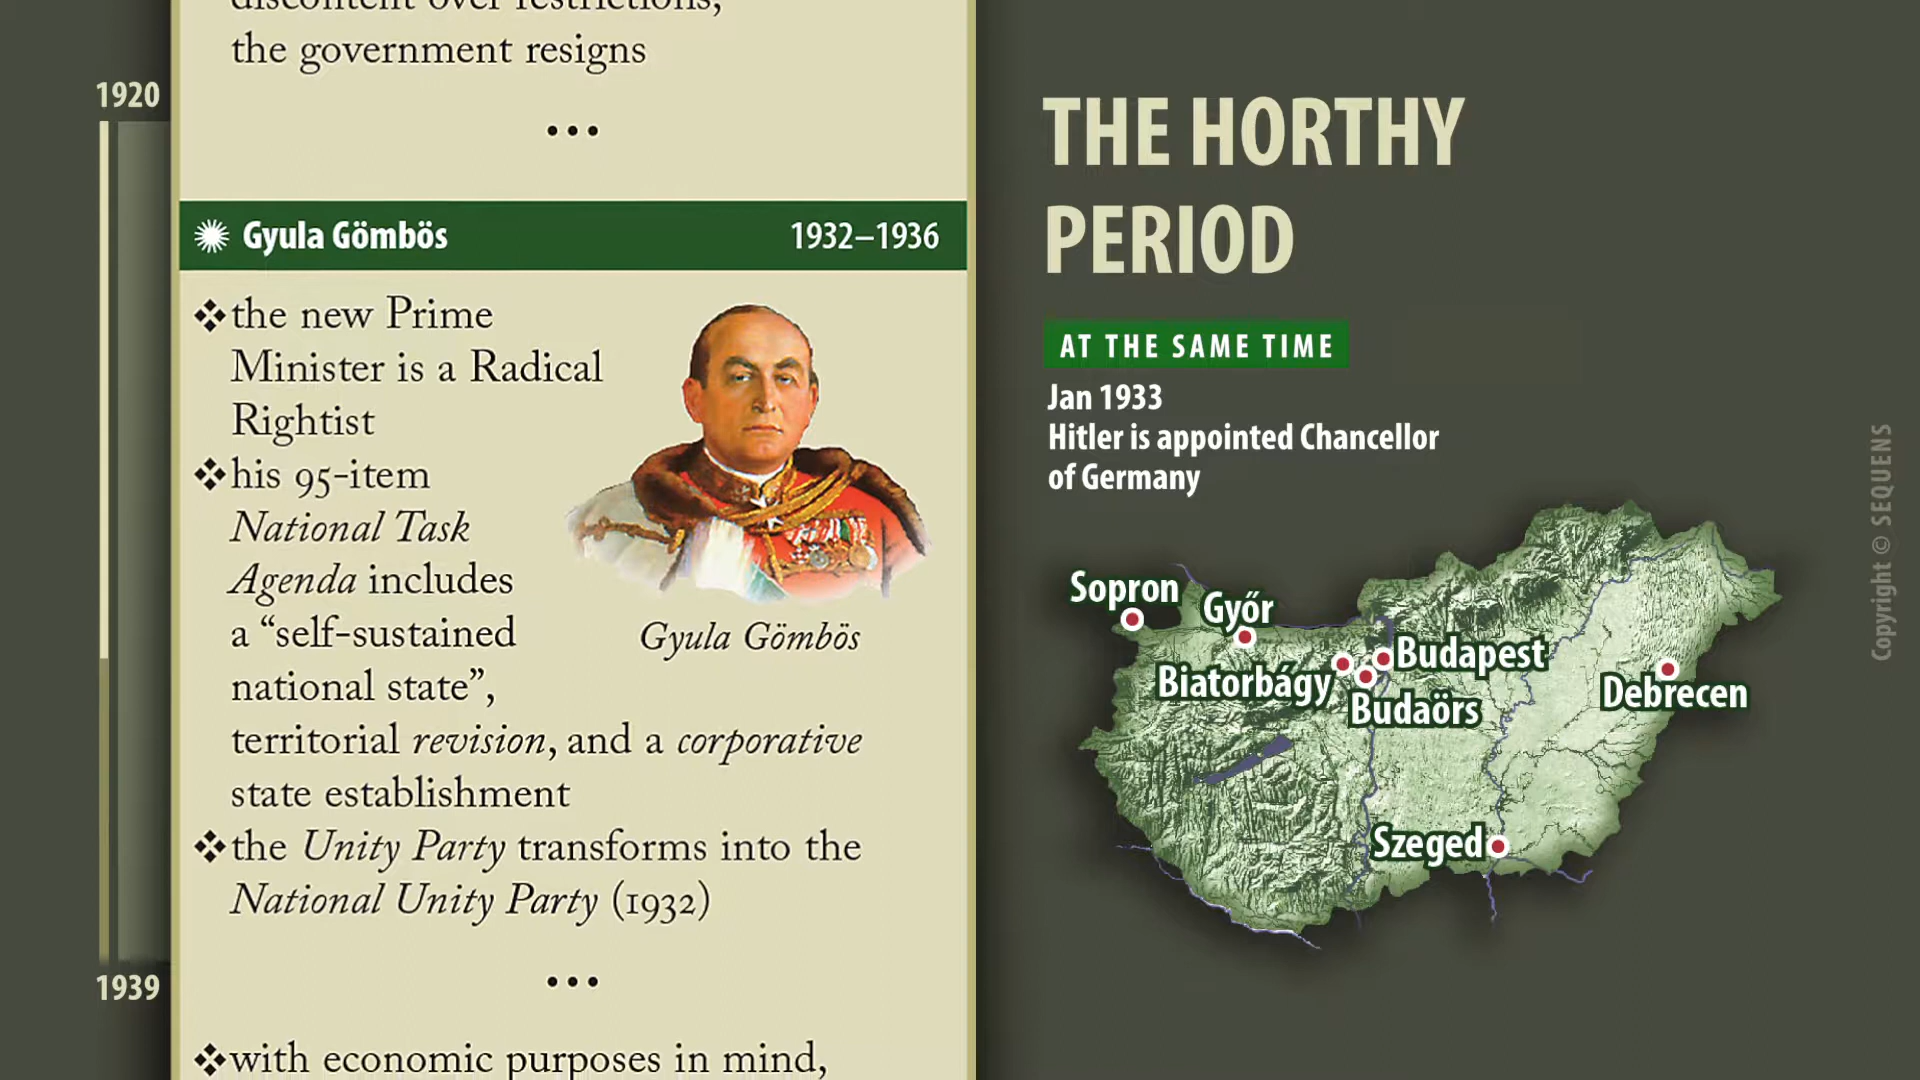 discontent over restrictions,
the government resigns
1920
•••
Gyula Gömbös 1932–1936
the new Prime
Minister is a Radical
Rightist
his 95-item
National Task
Agenda includes
a “self-sustained
national state”,
territorial revision, and a corporative
state establishment
Gyula Gömbös
the Unity Party transforms into the
National Unity Party (1932)
•••
1939
with economic purposes in mind,
THE HORTHY
PERIOD
AT THE SAME TIME
Jan 1933
Hitler is appointed Chancellor
of Germany
Sopron
Győr
Budapest
Biatorbágy
Budaörs
Debrecen
Szeged
Copyright © SEQUENS